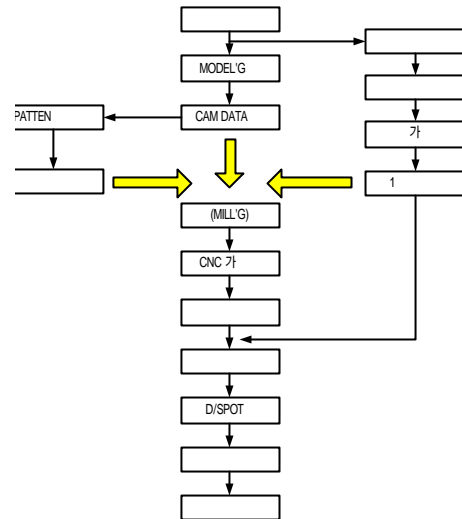 MODEL'G
PATTEN
CAM DATA
가
1
(MILL'G)
CNC 가
D/SPOT